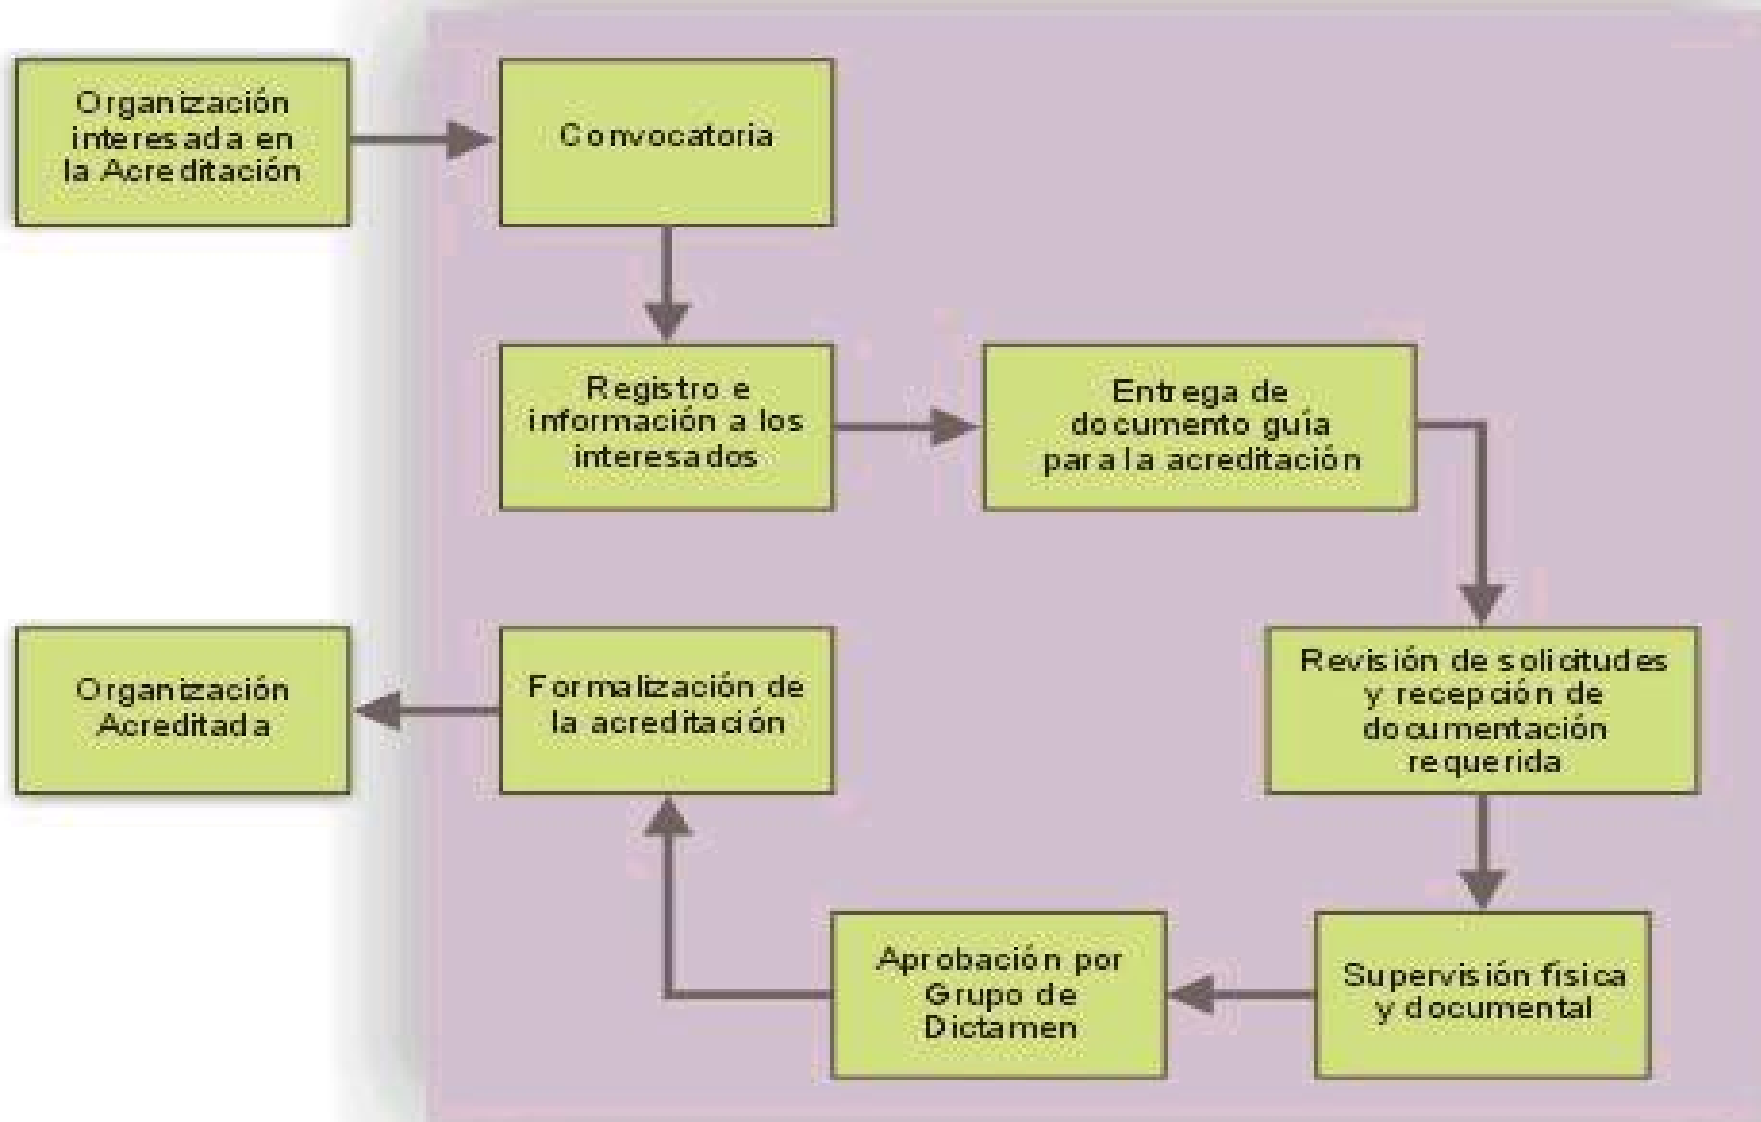 Organización
interesada en
la Acreditación
Convocatoria
Registro e
información a los
interesados
Entrega de
documento guía
para la acreditación
Revisión de solicitudes
y recepción de
documentación
requerida
Supervisión física
y documental
Aprobación por
Grupo de
Dictamen
Formalización de
la acreditación
Organización
Acreditada